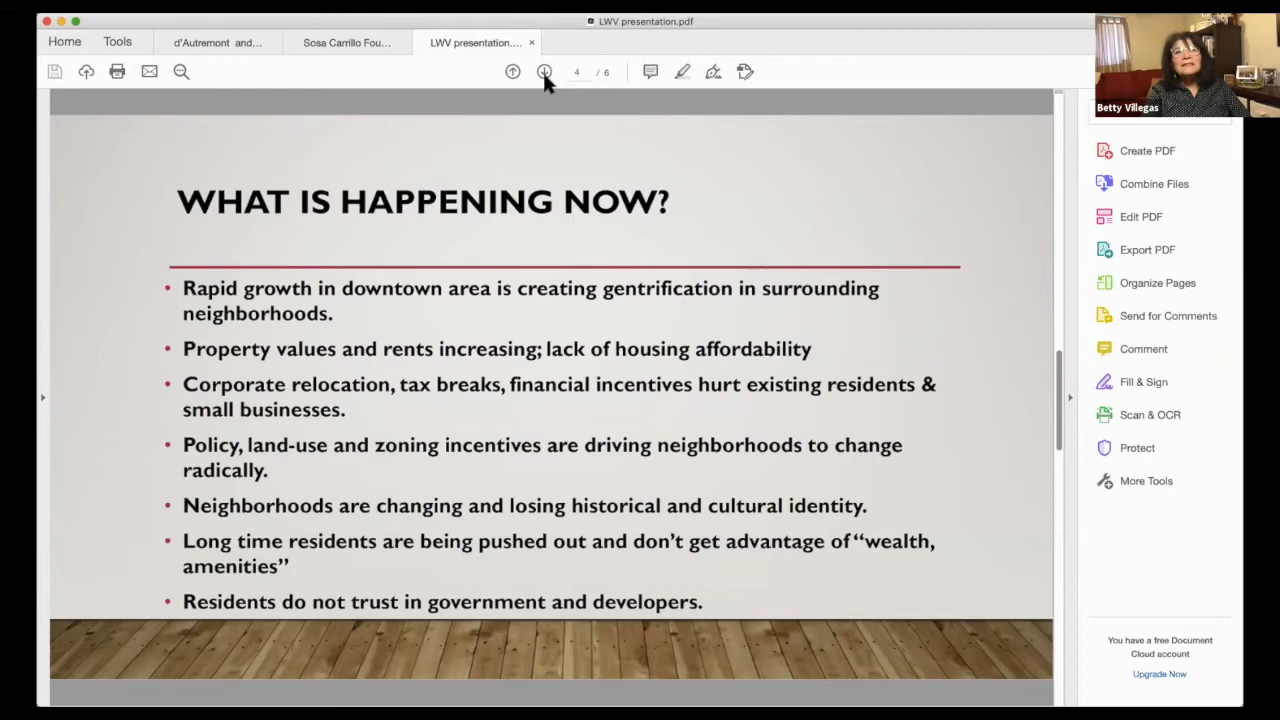 LWV presentation.pdf
Home
Tools
d'Autremont and...
Sosa Carrillo Fou...
LWV presentation....
×
4 / 6
Betty Villegas
WHAT IS HAPPENING NOW?
• Rapid growth in downtown area is creating gentrification in surrounding
neighborhoods.
• Property values and rents increasing; lack of housing affordability
• Corporate relocation, tax breaks, financial incentives hurt existing residents &
small businesses.
• Policy, land-use and zoning incentives are driving neighborhoods to change
radically.
• Neighborhoods are changing and losing historical and cultural identity.
• Long time residents are being pushed out and don't get advantage of "wealth,
amenities"
• Residents do not trust in government and developers.
Create PDF
Combine Files
Edit PDF
Export PDF
Organize Pages
Send for Comments
Comment
Fill & Sign
Scan & OCR
Protect
More Tools
You have a free Document
Cloud account
Upgrade Now